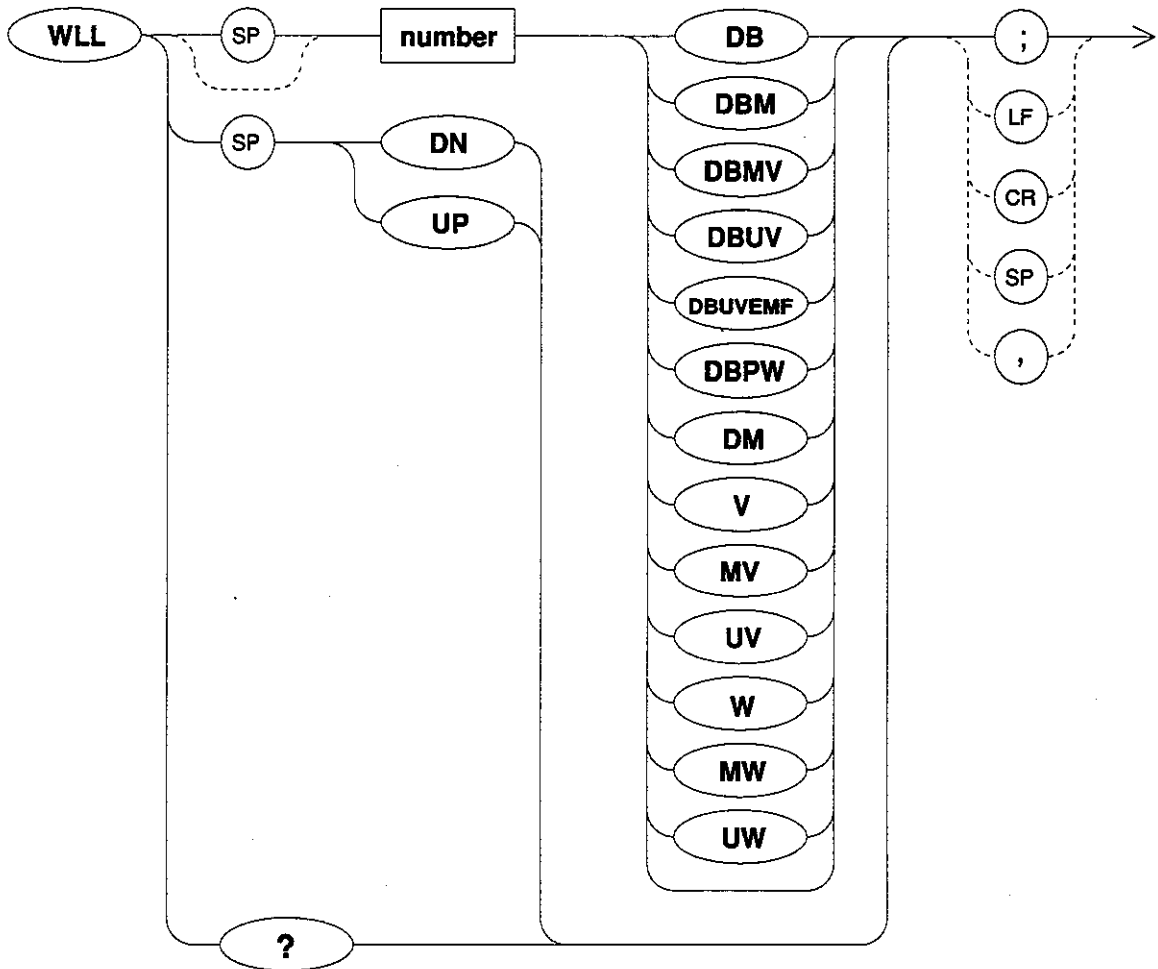 WLL SP number DB ;
DBM LF
SP DN DBMV CR
UP DBUV SP
DBUVEMF ,
DBPW
DM
V
MV
UV
W
MW
UW
?